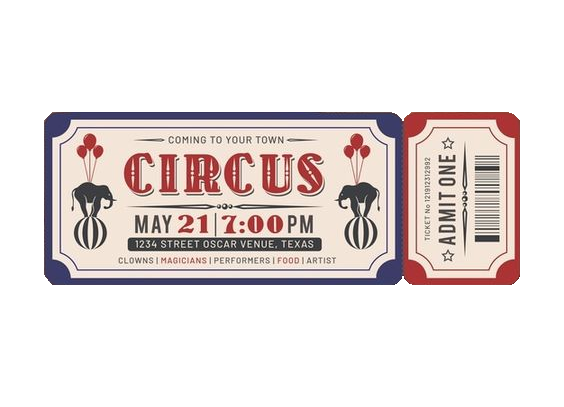 COMING TO YOUR TOWN
CIRCUS
MAY 21 | 7:00 PM
1234 STREET OSCAR VENUE, TEXAS
CLOWNS | MAGICIANS | PERFORMERS | FOOD | ARTIST
TICKET No 121912312992
ADMIT ONE